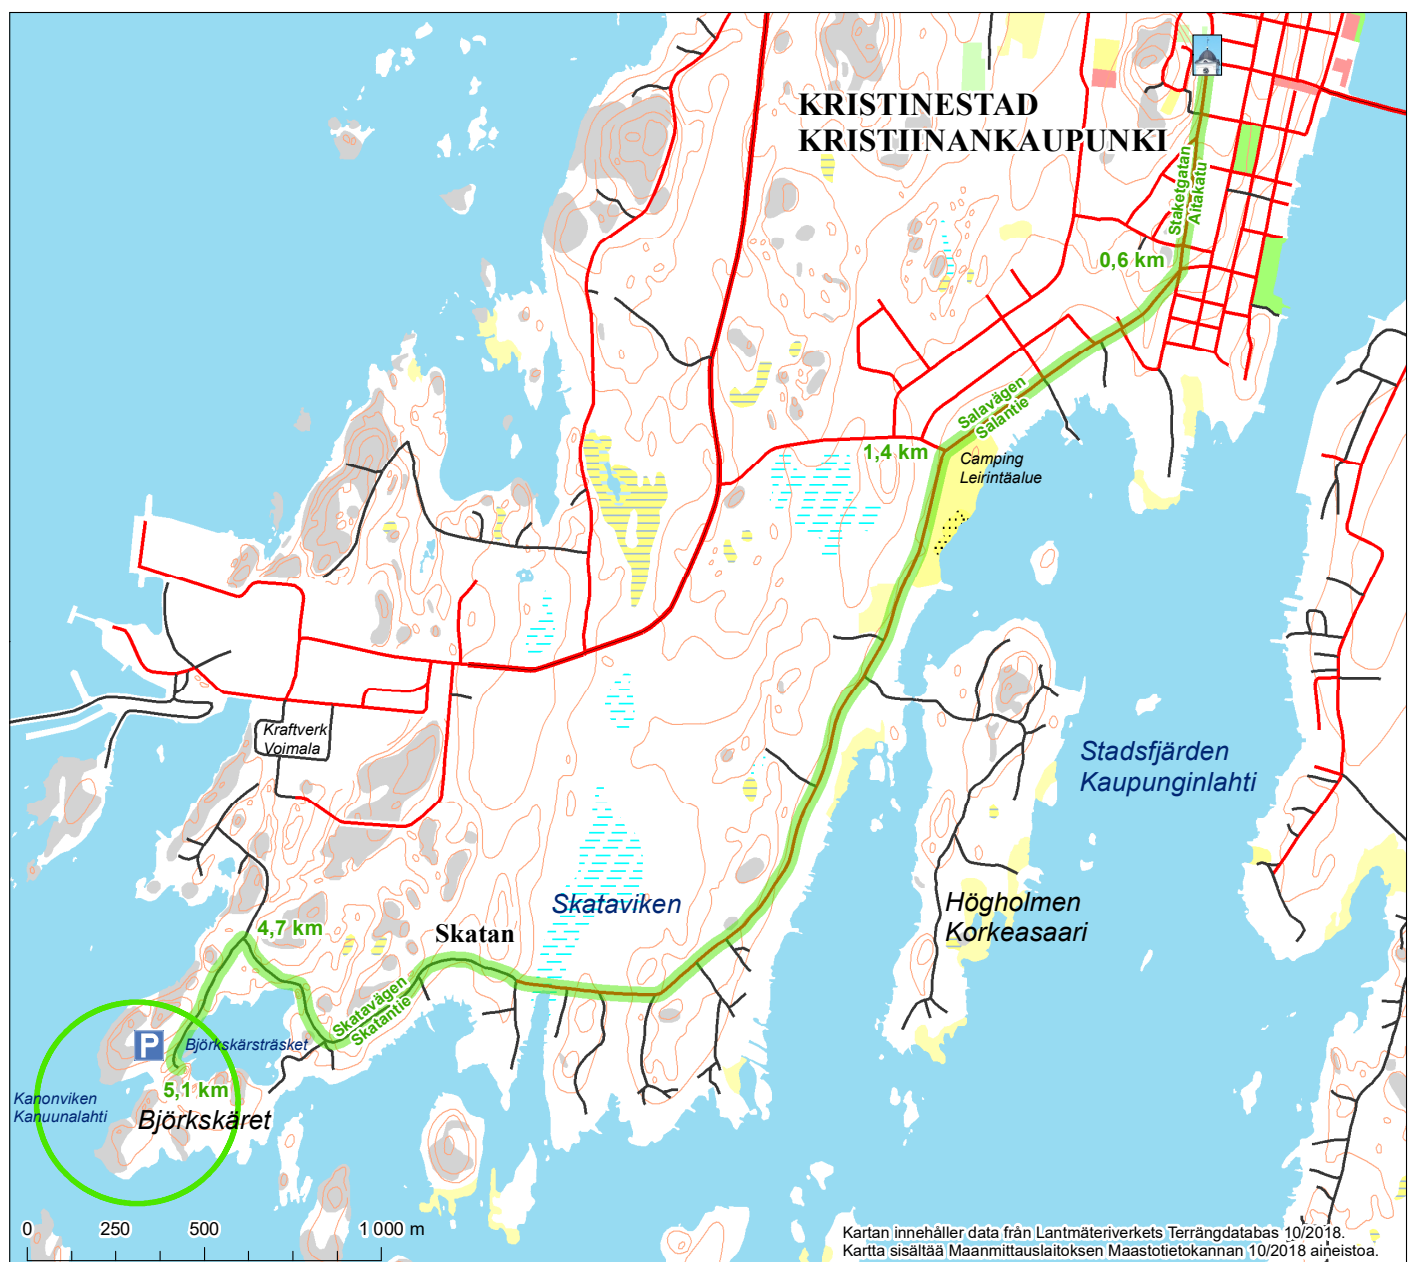 KRISTINESTAD
KRISTIINANKAUPUNKI
Staketgatan
Aitakatu
0,6 km
Salavägen
Salantie
1,4 km
Camping
Leirintäalue
Kraftverk
Voimala
Stadsfjärden
Kaupunginlahti
Skataviken
Högholmen
Korkeasaari
4,7 km
Skatan
Skatavägen
Skatantie
P
Björkskärsträsket
5,1 km
Kanonviken
Kanuunalahti
Björkskäret
0 250 500 1 000 m
Kartan innehåller data från Lantmäteriverkets Terrängdatabas 10/2018.
Kartta sisältää Maanmittauslaitoksen Maastotietokannan 10/2018 aineistoa.